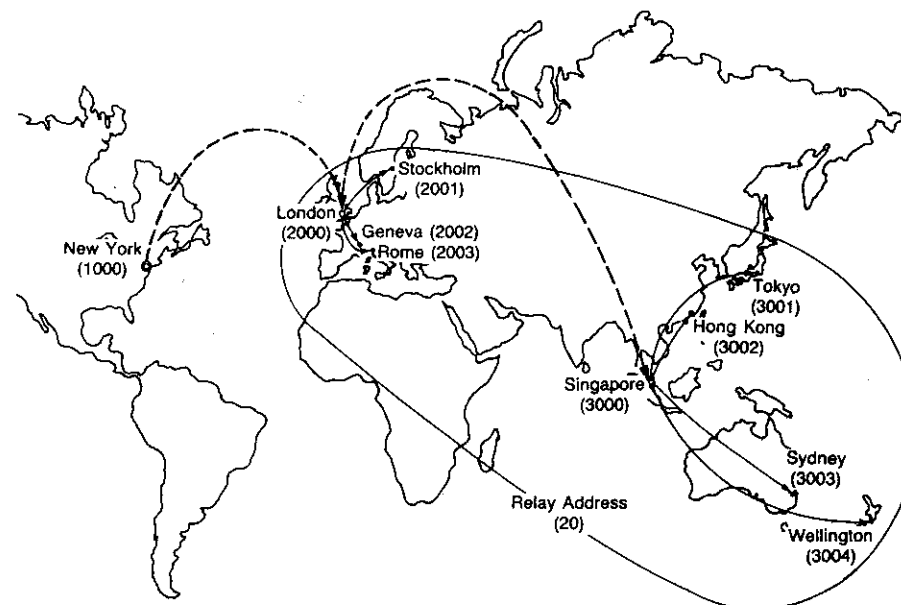 Stockholm
(2001)
London
(2000)
Geneva (2002)
Rome (2003)
New York
(1000)
Tokyo
(3001)
Hong Kong
(3002)
Singapore
(3000)
Sydney
(3003)
Relay Address
(20)
Wellington
(3004)